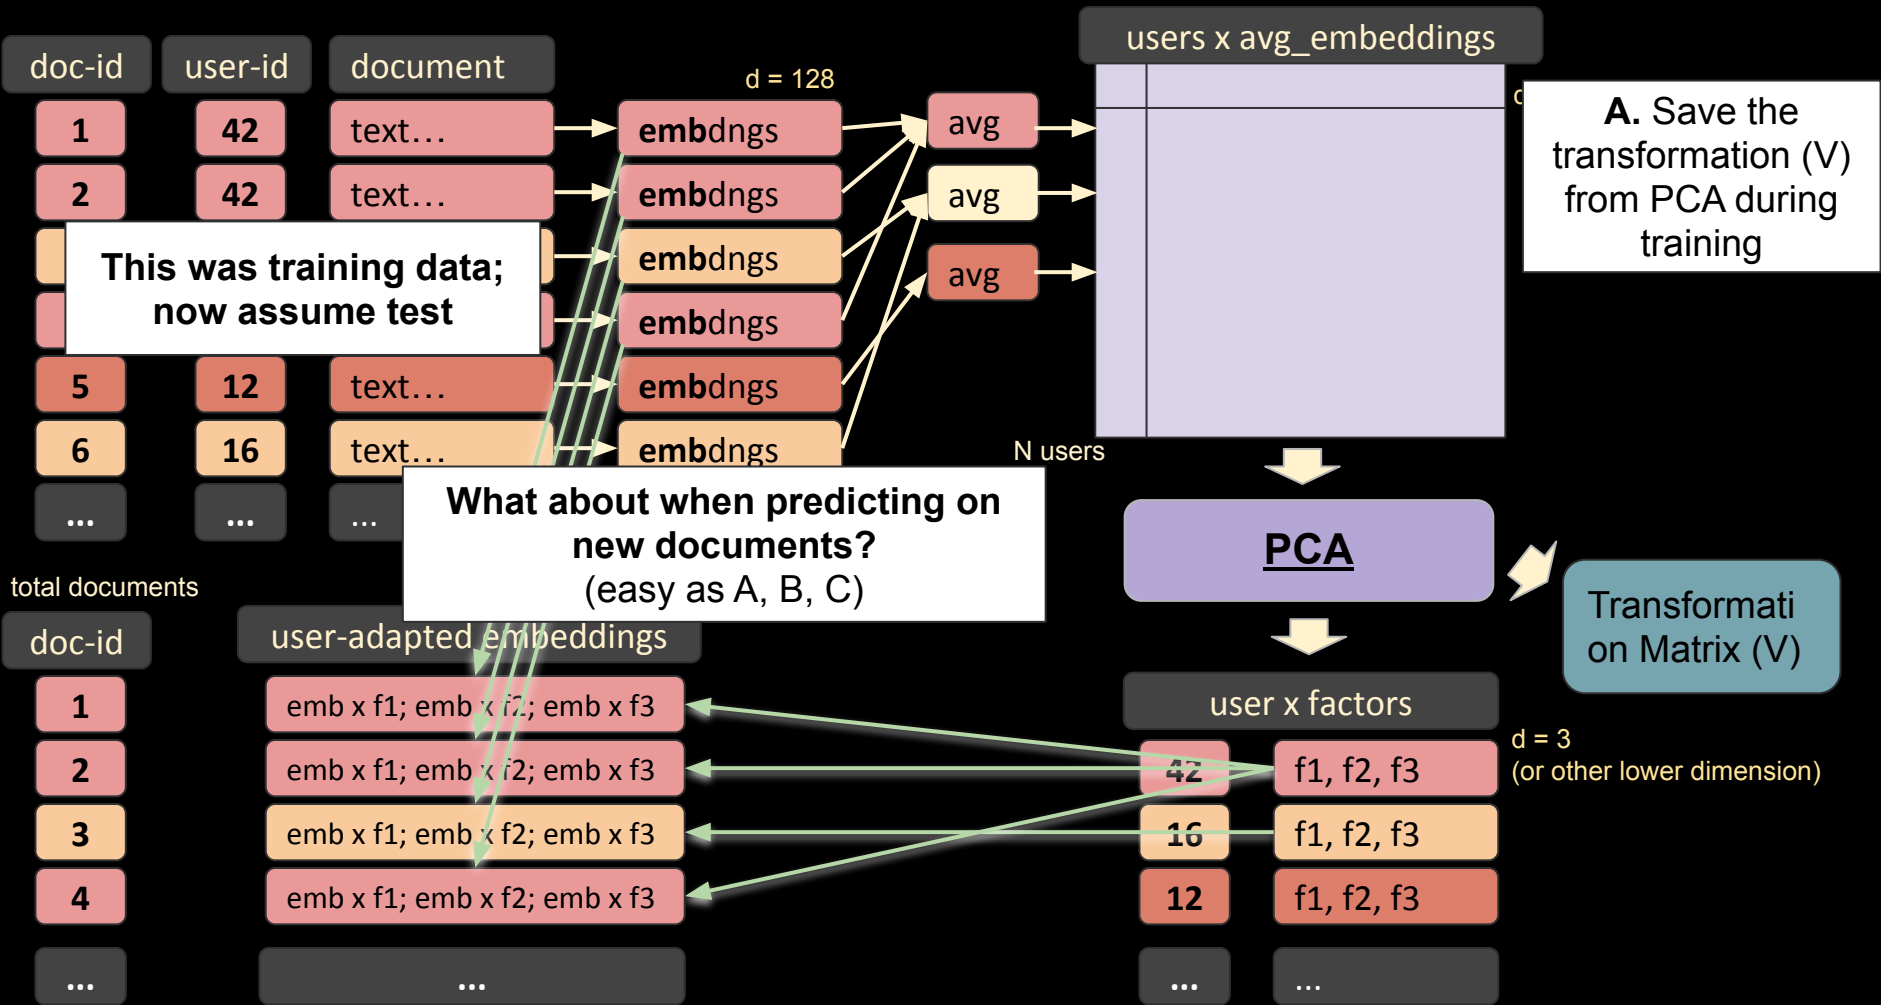 doc-id
user-id
document
d = 128
users x avg_embeddings
1
42
text…
embdngs
avg
2
42
text…
embdngs
avg
embdngs
avg
embdngs
This was training data;
now assume test
A. Save the
transformation (V)
from PCA during
training
5
12
text…
embdngs
6
16
text…
embdngs
N users
...
...
...
What about when predicting on
new documents?
(easy as A, B, C)
PCA
Transformati
on Matrix (V)
total documents
doc-id
user-adapted embeddings
1
emb x f1; emb x f2; emb x f3
2
emb x f1; emb x f2; emb x f3
3
emb x f1; emb x f2; emb x f3
4
emb x f1; emb x f2; emb x f3
...
...
user x factors
d = 3
(or other lower dimension)
42
f1, f2, f3
16
f1, f2, f3
12
f1, f2, f3
...
...